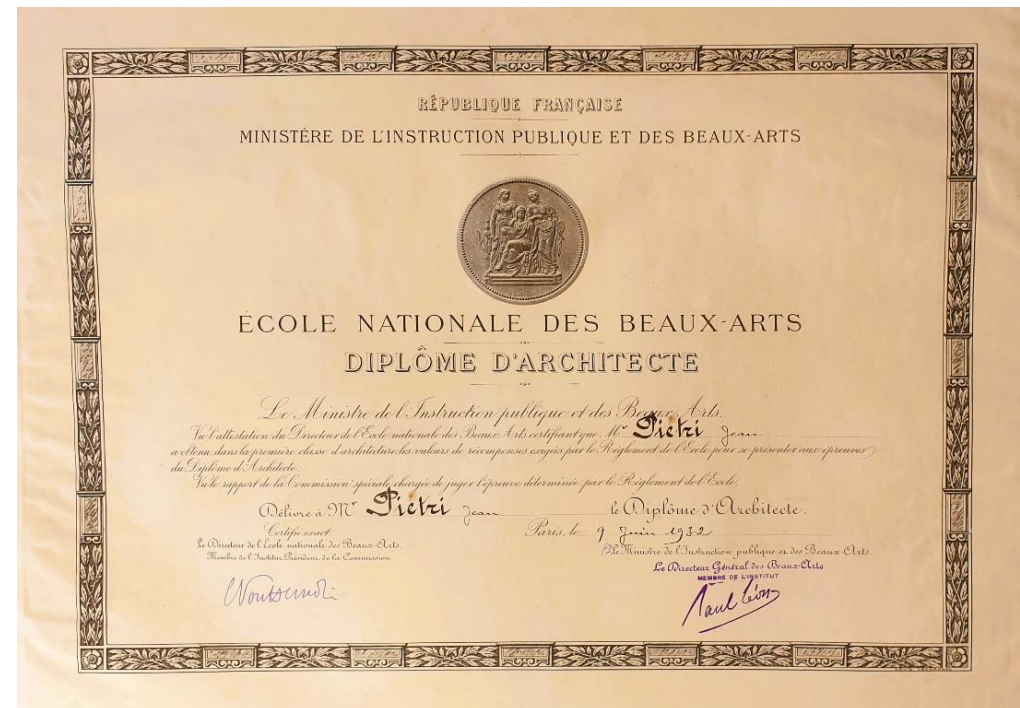 RÉPUBLIQUE FRANÇAISE
MINISTÈRE DE L'INSTRUCTION PUBLIQUE ET DES BEAUX-ARTS
ÉCOLE NATIONALE DES BEAUX-ARTS
DIPLÔME D'ARCHITECTE
Le Ministre de l'Instruction publique et des Beaux-Arts.
Vu l'attestation du Directeur de l'Ecole nationale des Beaux-Arts certifiant que Mr Pietri Jean
a obtenu, dans la première classe d'architecture, les valeurs de récompenses exigées par le Règlement de l'Ecole, pour se présenter aux épreuves
du Diplôme d'Architecte;
Vu le rapport de la Commission spéciale chargée de juger l'épreuve déterminée par le Règlement de l'Ecole.
Délivre à Mr Pietri Jean le Diplôme d'Architecte.
Certifié exact Paris, le 9 Juin 1932
Le Directeur de l'Ecole nationale des Beaux-Arts. Le Ministre de l'Instruction publique et des Beaux-Arts.
Membre de l'Institut, Président de la Commission. Le Directeur Général des Beaux-Arts
MEMBRE DE L'INSTITUT
Paul Léon